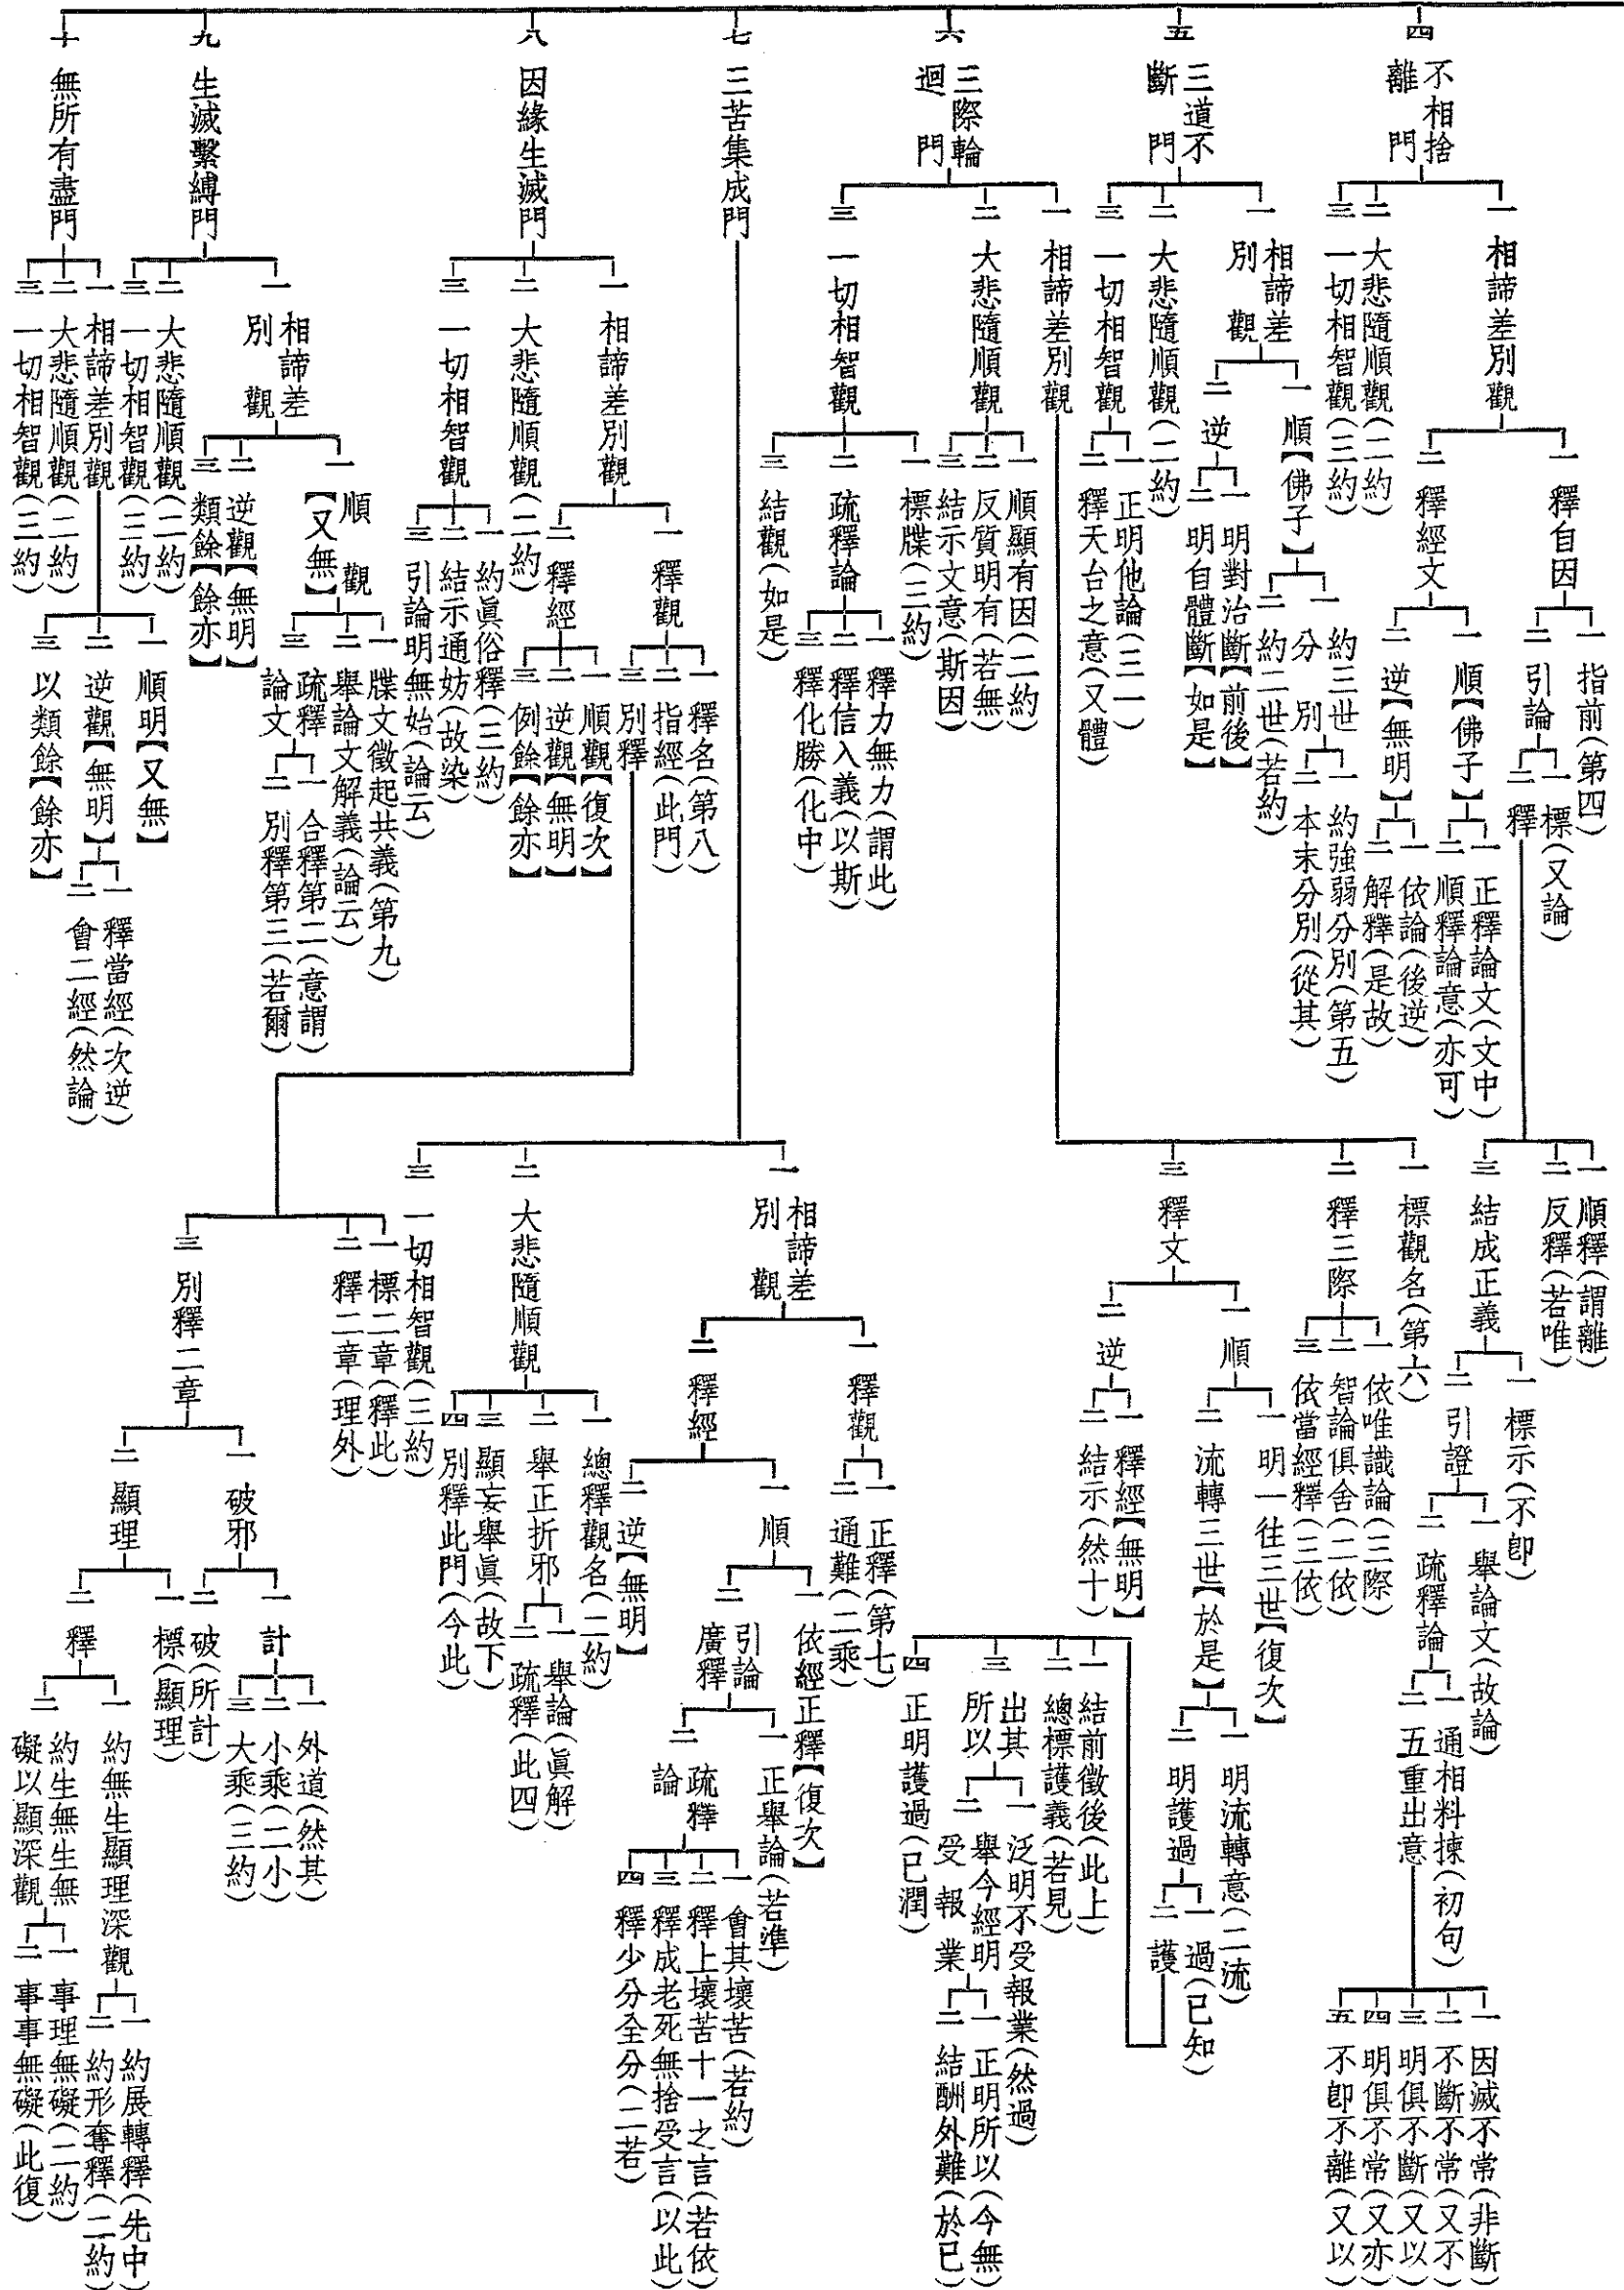 四 不相捨離門
一 相諦差別觀
一 釋自因
一 指前(第四)
二 引論
一 標(又論)
二 釋
一 順釋(謂離)
二 反釋(若唯)
三 結成正義
一 標示(不卽)
二 引證
一 舉論文(故論)
二 疏釋論
一 通相料揀(初句)
二 五重出意
一 因滅不常(非斷)
二 不斷不常(又不)
三 明俱不斷(又以)
四 明俱不常(又亦)
五 不卽不離(又以)
二 釋經文
一 順【佛子】
一 正釋論文(文中)
二 順釋論意(亦可)
二 逆【無明】
一 依論(後逆)
二 解釋(是故)
二 大悲隨順觀(二約)
三 一切相智觀(三約)
五 三道不斷門
一 相諦差別觀
一 順【佛子】
一 約三世分別
一 約強弱分別(第五)
二 本末分別(從其)
二 約二世(若約)
二 逆
一 明對治斷【前後】
二 明自體斷【如是】
二 大悲隨順觀(二約)
三 一切相智觀
一 正明他論(三一)
二 釋天台之意(又體)
六 三際輪迴門
一 相諦差別觀
一 標觀名(第六)
二 釋三際
一 依唯識論(三際)
二 智論俱舍(二依)
三 依當經釋(三依)
三 釋文
一 順
一 明一往三世【復次】
二 流轉三世【於是】
一 明流轉意(二流)
二 明護過
一 過(已知)
二 護
一 結前徵後(此上)
二 總標護義(若見)
三 出其所以
一 泛明不受報業(然過)
二 舉今經明受報業
一 正明所以(今無)
二 結酬外難(於已)
四 正明護過(已潤)
二 逆
一 釋經【無明】
二 結示(然十)
二 大悲隨順觀
一 順顯有因(二約)
二 反質明有(若無)
三 結示文意(斯因)
三 一切相智觀
一 標牒(三約)
二 疏釋論
一 釋力無力(謂此)
二 釋信入義(以斯)
三 釋化勝(化中)
三 結觀(如是)
七 三苦集成門
一 相諦差別觀
一 釋觀
一 正釋(第七)
二 通難(二乘)
二 釋經
一 順
一 依經正釋【復次】
二 引論廣釋
一 正舉論(若準)
二 疏釋論
一 會其壞苦(若約)
二 釋上壞苦十一之言(若依)
三 釋成老死無捨受言(以此)
四 釋少分全分(二若)
二 逆【無明】
二 大悲隨順觀
一 總釋觀名(二約)
二 舉正折邪
一 舉論(眞解)
二 疏釋(此四)
三 顯妄舉眞(故下)
四 別釋此門(今此)
三 一切相智觀(三約)
八 因緣生滅門
一 相諦差別觀
一 釋觀
一 釋名(第八)
二 指經(此門)
三 別釋
一 標二章(釋此)
二 釋二章(理外)
三 別釋二章
一 破邪
一 計
一 外道(然其)
二 小乘(二小)
三 大乘(三約)
二 破(所計)
二 顯理
一 標(顯理)
二 釋
一 約無生顯理深觀
一 約展轉釋(先中)
二 約形奪釋(二約)
二 約生無生無礙以顯深觀
一 事理無礙(二約)
二 事事無礙(此復)
二 釋經
一 順觀【復次】
二 逆觀【無明】
三 例餘【餘亦】
二 大悲隨順觀(二約)
三 一切相智觀
一 約眞俗釋(三約)
二 結示通妨(故染)
三 引論明無始(論云)
九 生滅繫縛門
一 相諦差別觀
一 順觀【又無】
一 牒文徵起共義(第九)
二 舉論文解義(論云)
三 疏釋論文
一 合釋第二(意謂)
二 別釋第三(若爾)
二 逆觀【無明】
三 類餘【餘亦】
二 大悲隨順觀(二約)
三 一切相智觀(三約)
十 無所有盡門
一 相諦差別觀
一 順明【又無】
二 逆觀【無明】
一 釋當經(次逆)
二 會二經(然論)
三 以類餘【餘亦】
二 大悲隨順觀(二約)
三 一切相智觀(三約)